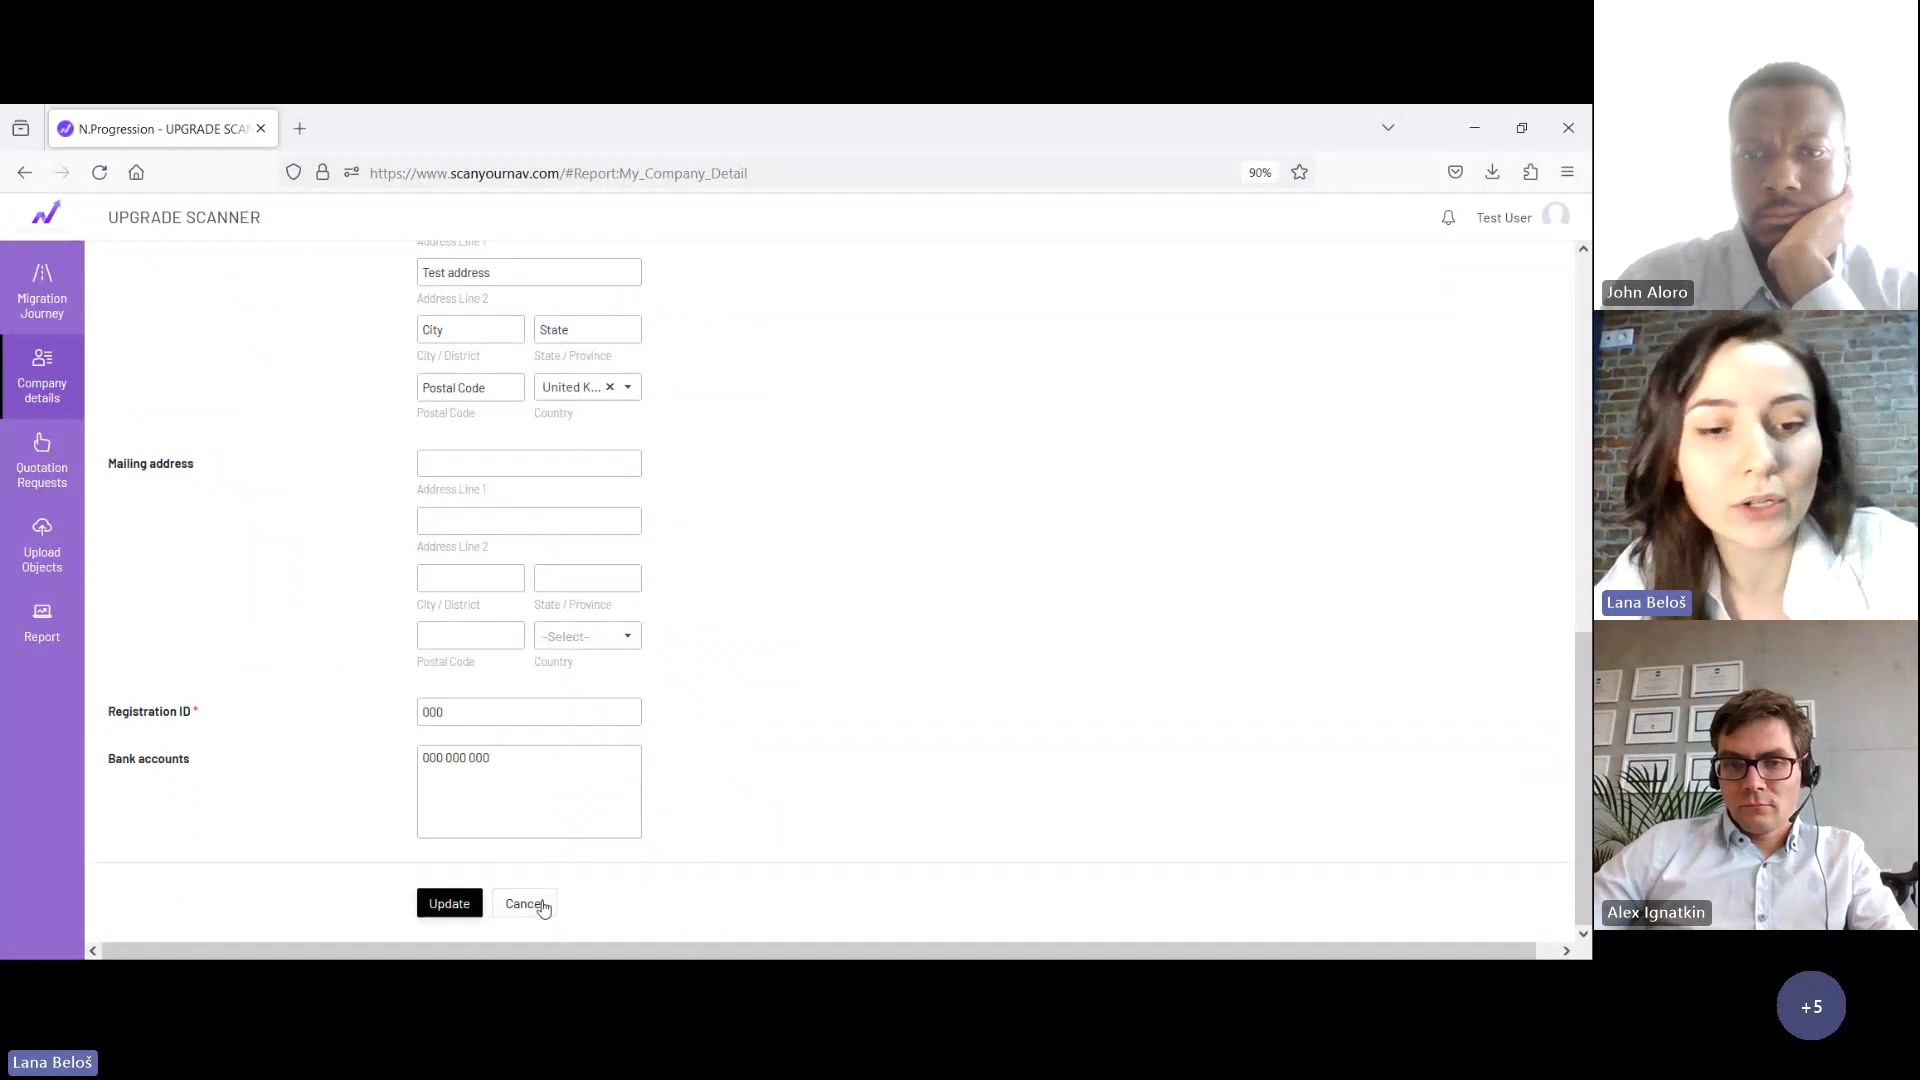 N.Progression - UPGRADE SCA
https://www.scanyournav.com/#Report:My_Company_Detail
90%
UPGRADE SCANNER
Test User
Migration
Journey
Company
details
Quotation
Requests
Upload
Objects
Report
Address Line 1
Test address
Address Line 2
City
State
City / District
State / Province
Postal Code
United K...
Postal Code
Country
Mailing address
Address Line 1
Address Line 2
City / District
State / Province
-Select-
Postal Code
Country
Registration ID *
000
Bank accounts
000 000 000
Update
Cancel
John Aloro
Lana Beloš
Alex Ignatkin
+5
Lana Beloš